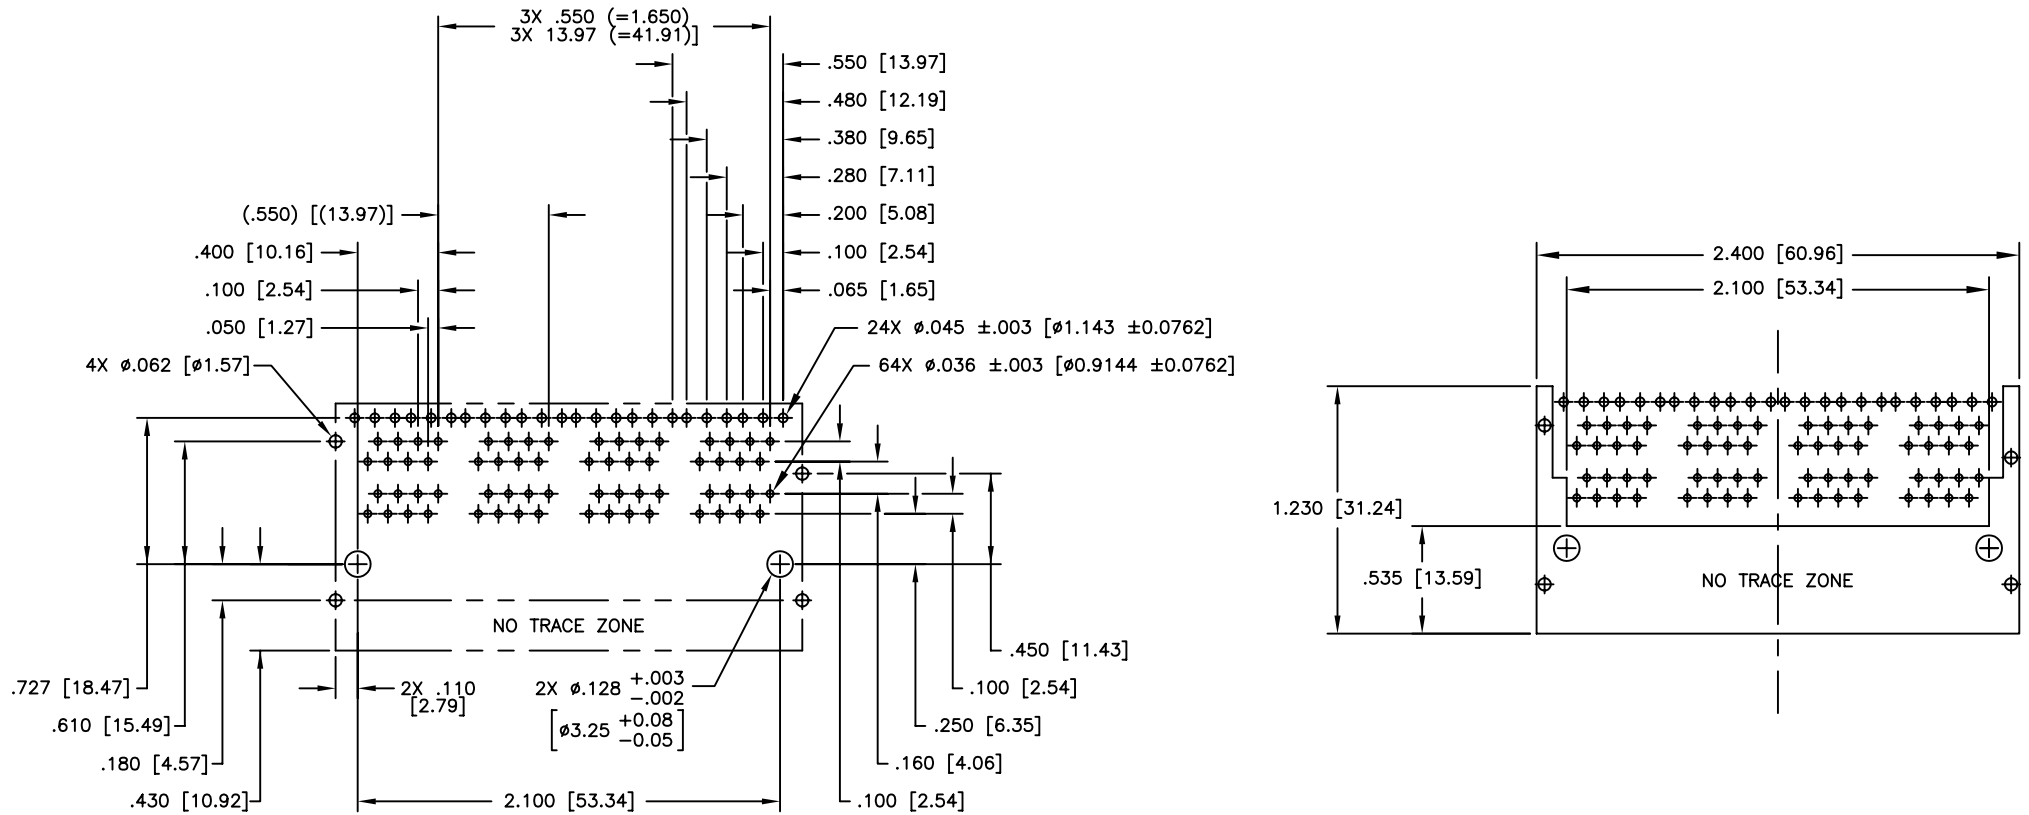 3X .550 (=1.650)
3X 13.97 (=41.91)]
.550 [13.97]
.480 [12.19]
.380 [9.65]
.280 [7.11]
(.550) [(13.97)]
.200 [5.08]
.400 [10.16]
.100 [2.54]
.100 [2.54]
.065 [1.65]
.050 [1.27]
24X ø.045 ±.003 [ø1.143 ±0.0762]
4X ø.062 [ø1.57]
64X ø.036 ±.003 [ø0.9144 ±0.0762]
NO TRACE ZONE
.450 [11.43]
.727 [18.47]
2X .110
[2.79]
2X ø.128 +.003
-.002
[ø3.25 +0.08
-0.05]
.100 [2.54]
.610 [15.49]
.250 [6.35]
.180 [4.57]
.160 [4.06]
.430 [10.92]
2.100 [53.34]
.100 [2.54]
2.400 [60.96]
2.100 [53.34]
1.230 [31.24]
.535 [13.59]
NO TRACE ZONE